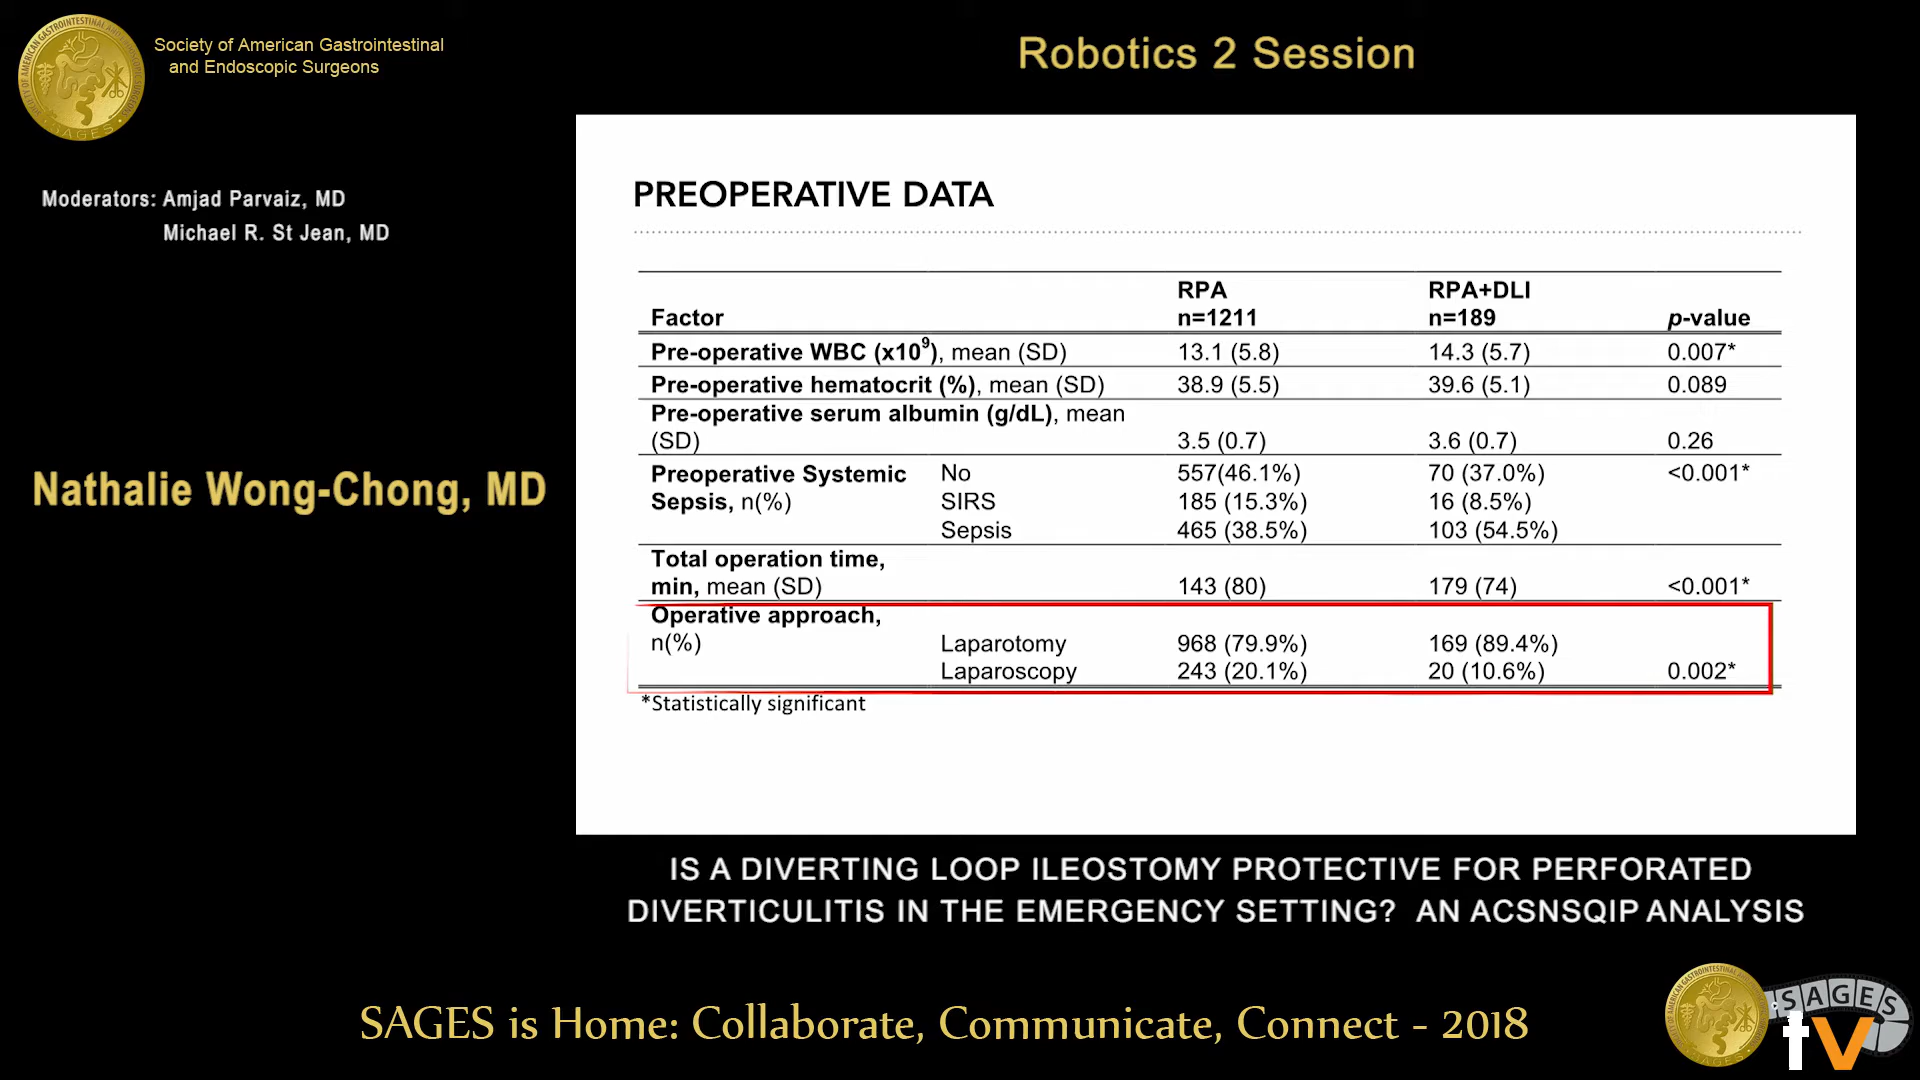 Society of American Gastrointestinal
and Endoscopic Surgeons
Robotics 2 Session
Moderators: Amjad Parvaiz, MD
Michael R. St Jean, MD
Nathalie Wong-Chong, MD
PREOPERATIVE DATA
RPA RPA+DLI
Factor n=1211 n=189 p-value
Pre-operative WBC (x10⁹), mean (SD) 13.1 (5.8) 14.3 (5.7) 0.007*
Pre-operative hematocrit (%), mean (SD) 38.9 (5.5) 39.6 (5.1) 0.089
Pre-operative serum albumin (g/dL), mean
(SD) 3.5 (0.7) 3.6 (0.7) 0.26
Preoperative Systemic No 557(46.1%) 70 (37.0%) <0.001*
Sepsis, n(%) SIRS 185 (15.3%) 16 (8.5%)
Sepsis 465 (38.5%) 103 (54.5%)
Total operation time,
min, mean (SD) 143 (80) 179 (74) <0.001*
Operative approach,
n(%) Laparotomy 968 (79.9%) 169 (89.4%)
Laparoscopy 243 (20.1%) 20 (10.6%) 0.002*
*Statistically significant
IS A DIVERTING LOOP ILEOSTOMY PROTECTIVE FOR PERFORATED
DIVERTICULITIS IN THE EMERGENCY SETTING? AN ACSNSQIP ANALYSIS
SAGES is Home: Collaborate, Communicate, Connect - 2018
SAGES
tv